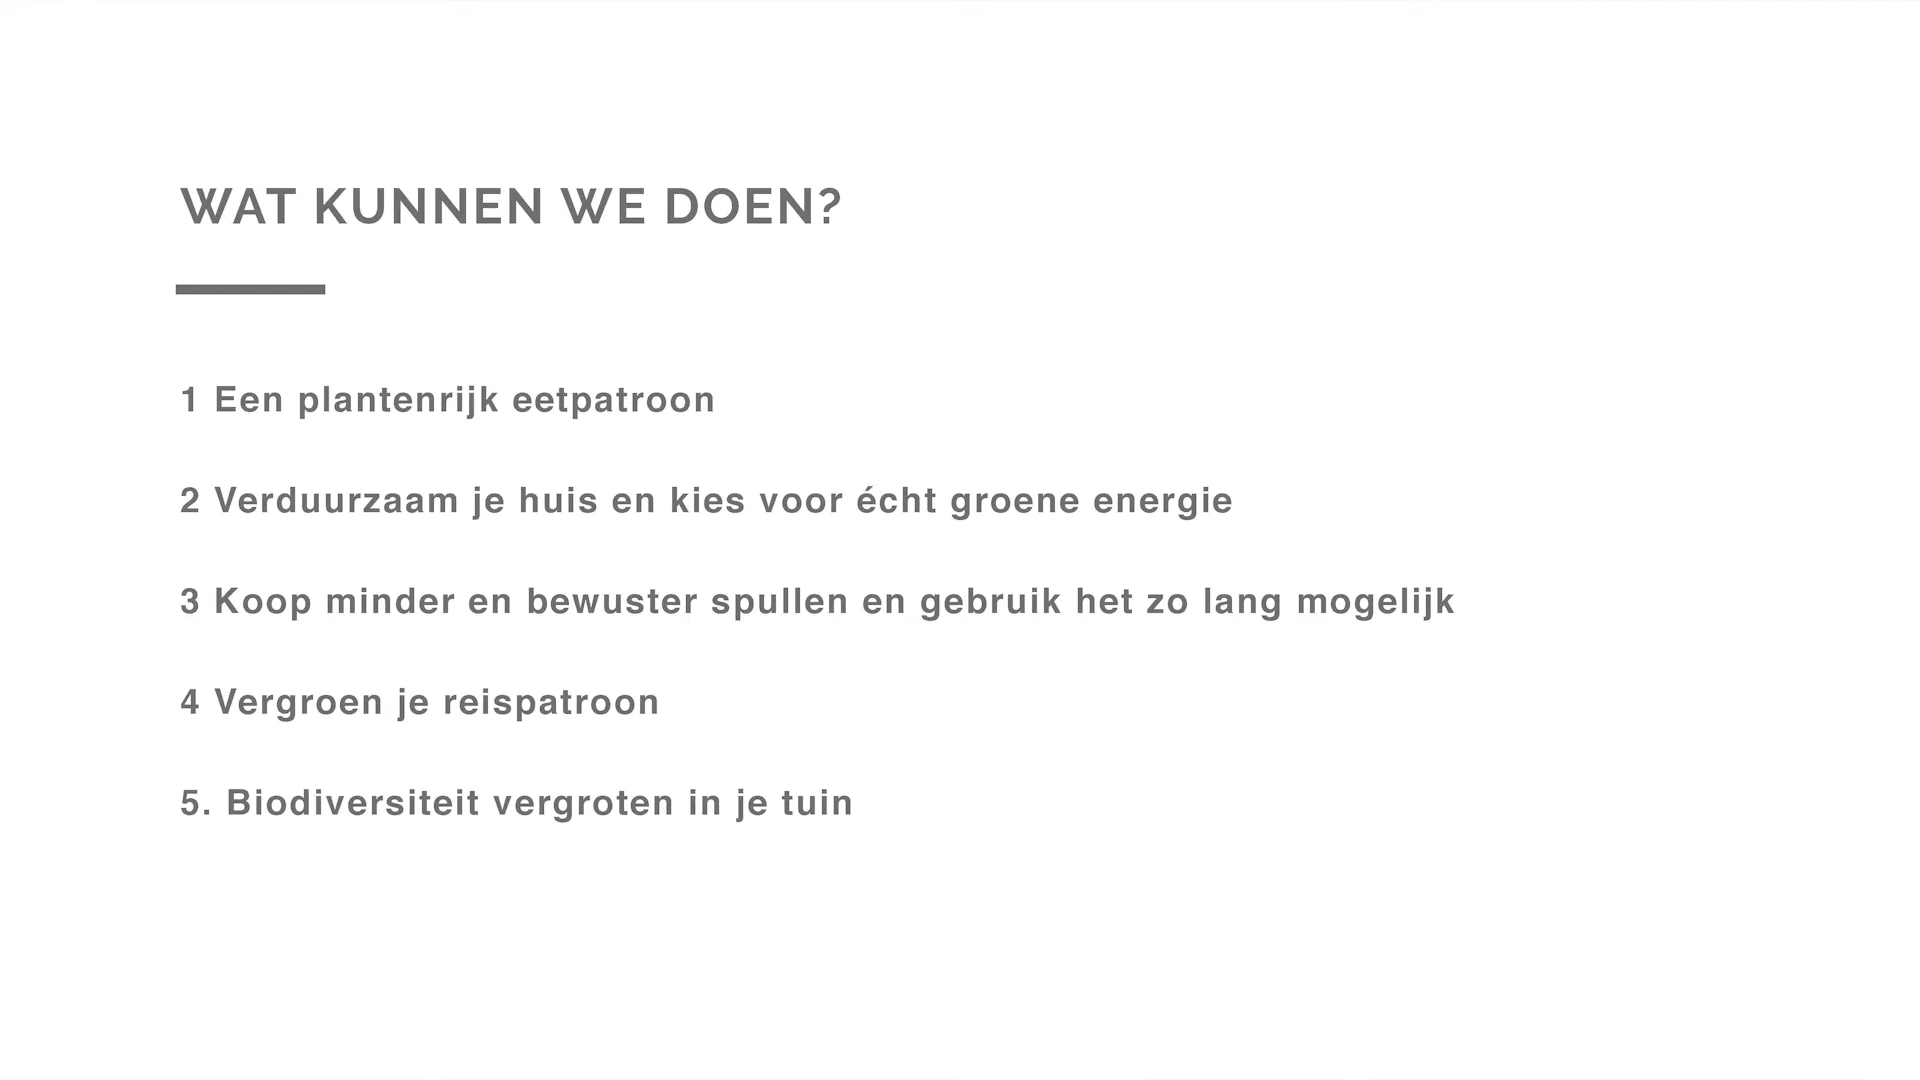 WAT KUNNEN WE DOEN?
1 Een plantenrijk eetpatroon
2 Verduurzaam je huis en kies voor écht groene energie
3 Koop minder en bewuster spullen en gebruik het zo lang mogelijk
4 Vergroen je reispatroon
5. Biodiversiteit vergroten in je tuin